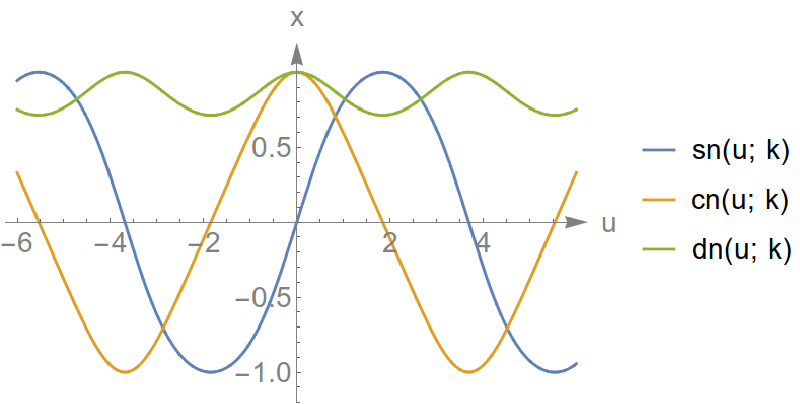 x
0.5
sn(u; k)
cn(u; k)
u
−6 −4 −2 2 4
dn(u; k)
−0.5
−1.0